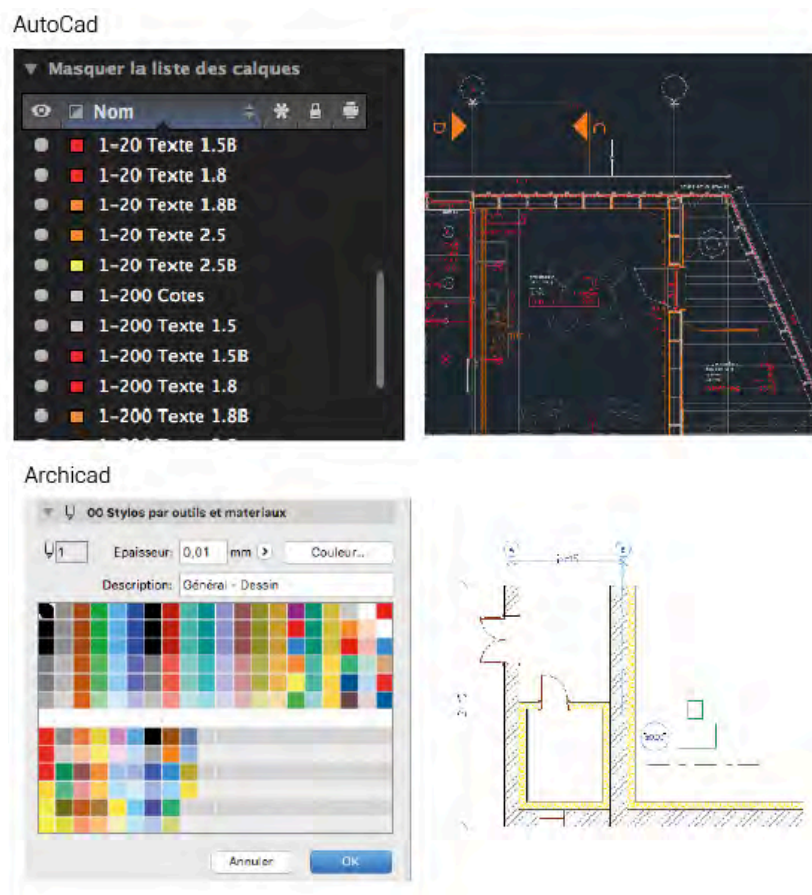 AutoCad
Masquer la liste des calques
Nom
1-20 Texte 1.5B
1-20 Texte 1.8
1-20 Texte 1.8B
1-20 Texte 2.5
1-20 Texte 2.5B
1-200 Cotes
1-200 Texte 1.5
1-200 Texte 1.5B
1-200 Texte 1.8
1-200 Texte 1.8B
Archicad
00 Stylos par outils et materiaux
1 Epaisseur: 0,01 mm Couleur...
Description: Général - Dessin
Annuler OK